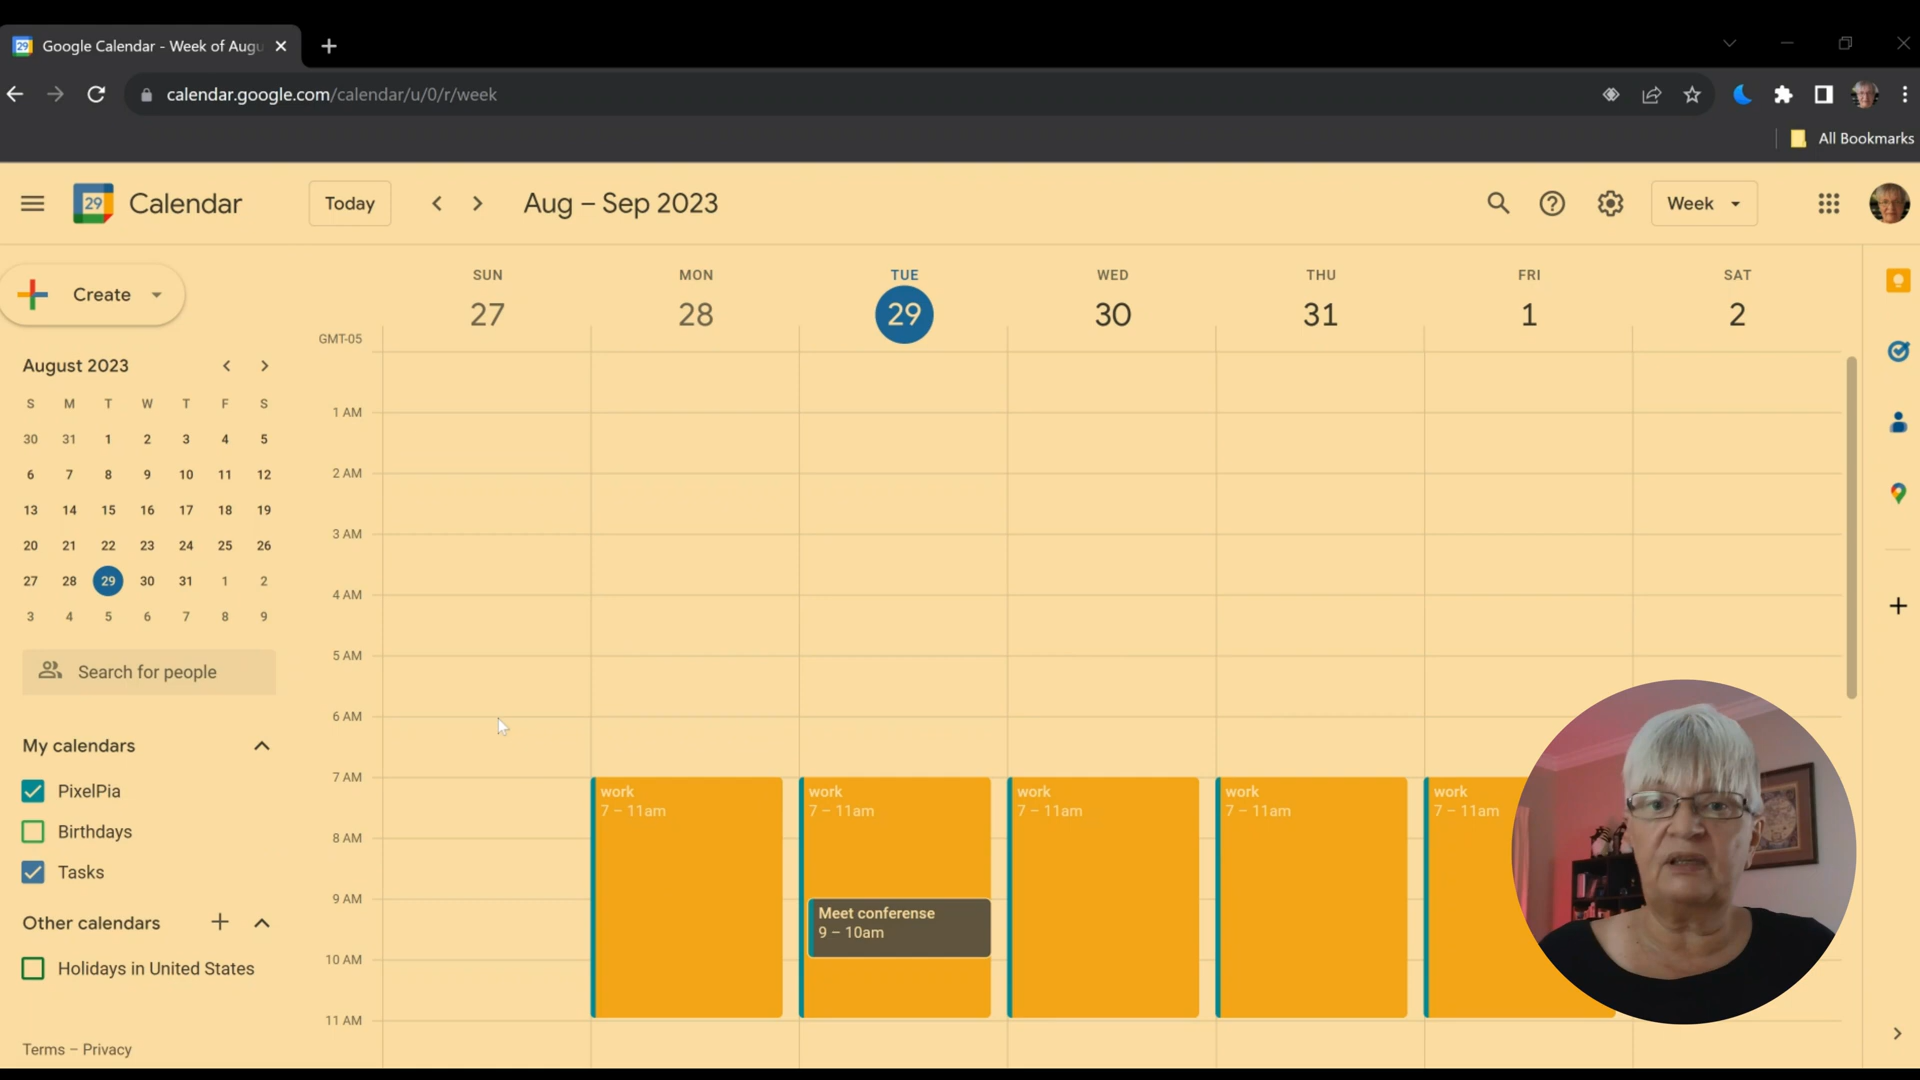 29 Google Calendar - Week of Augu
calendar.google.com/calendar/u/0/r/week
All Bookmarks
29 Calendar
Today
Aug – Sep 2023
Week
Create
SUN MON TUE WED THU FRI SAT
27 28 29 30 31 1 2
GMT-05
August 2023
S M T W T F S
30 31 1 2 3 4 5
6 7 8 9 10 11 12
13 14 15 16 17 18 19
20 21 22 23 24 25 26
27 28 29 30 31 1 2
3 4 5 6 7 8 9
Search for people
My calendars
PixelPia
Birthdays
Tasks
Other calendars
Holidays in United States
Terms – Privacy
1 AM
2 AM
3 AM
4 AM
5 AM
6 AM
7 AM
8 AM
9 AM
10 AM
11 AM
work
7 – 11am
work
7 – 11am
Meet conferense
9 – 10am
work
7 – 11am
work
7 – 11am
work
7 – 11am